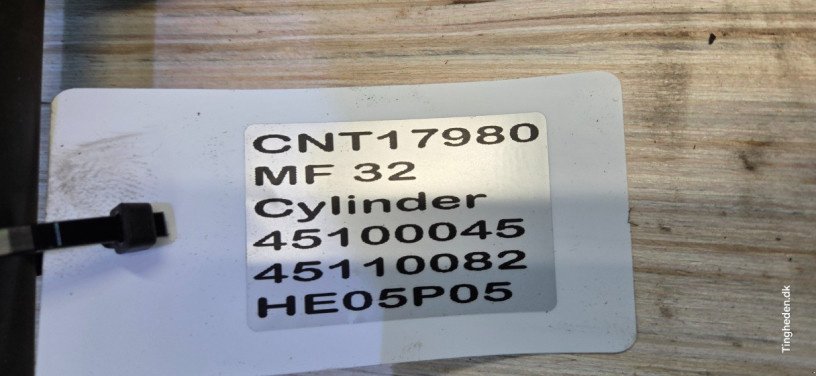 CNT17980
MF 32
Cylinder
45100045
45110082
HE05P05
Tingheden.dk